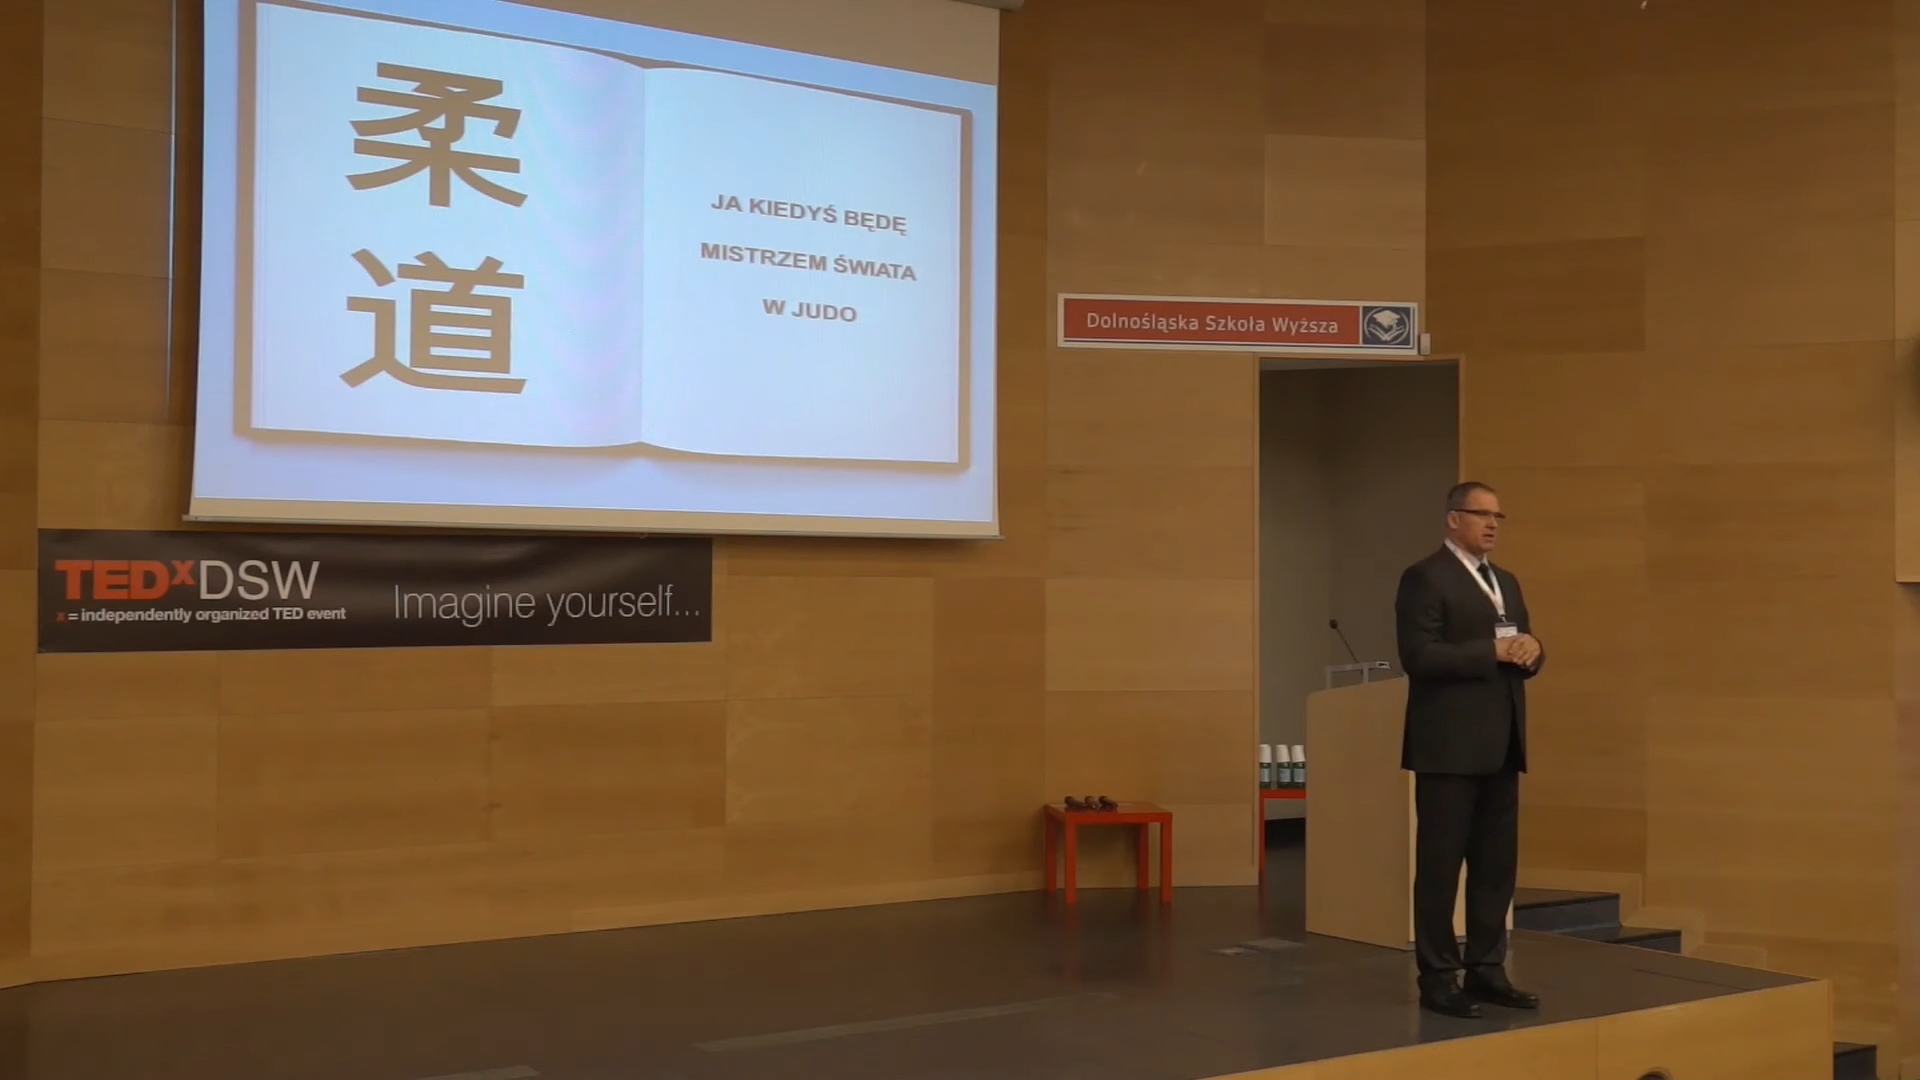 柔
道
JA KIEDYŚ BĘDĘ
MISTRZEM ŚWIATA
W JUDO
Dolnośląska Szkoła Wyższa
TEDxDSW
x = independently organized TED event
Imagine yourself...